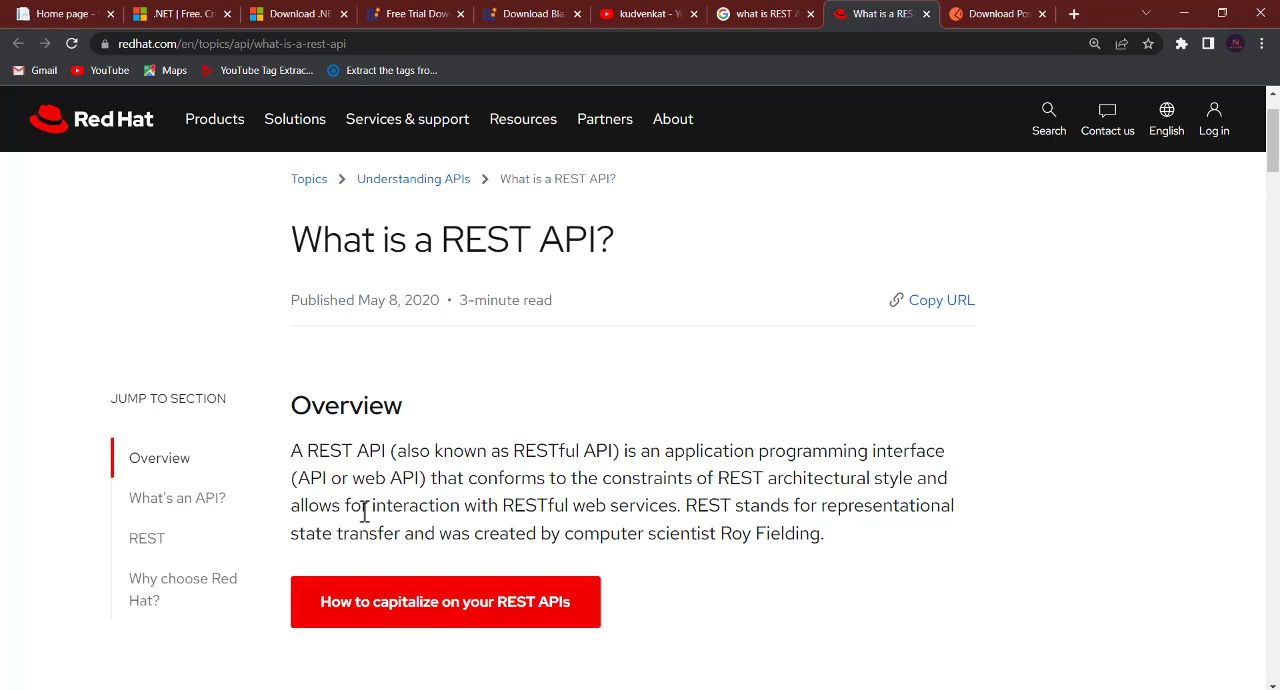 Home page -
.NET | Free. Cr
Download .NE
Free Trial Dow
Download Bla
kudvenkat - Yo
what is REST A
What is a RES
Download Pos
redhat.com/en/topics/api/what-is-a-rest-api
Gmail
YouTube
Maps
YouTube Tag Extrac...
Extract the tags fro...
Red Hat
Products
Solutions
Services & support
Resources
Partners
About
Search
Contact us
English
Log in
Topics
Understanding APIs
What is a REST API?
What is a REST API?
Published May 8, 2020 • 3-minute read
Copy URL
JUMP TO SECTION
Overview
What's an API?
REST
Why choose Red
Hat?
Overview
A REST API (also known as RESTful API) is an application programming interface
(API or web API) that conforms to the constraints of REST architectural style and
allows for interaction with RESTful web services. REST stands for representational
state transfer and was created by computer scientist Roy Fielding.
How to capitalize on your REST APIs